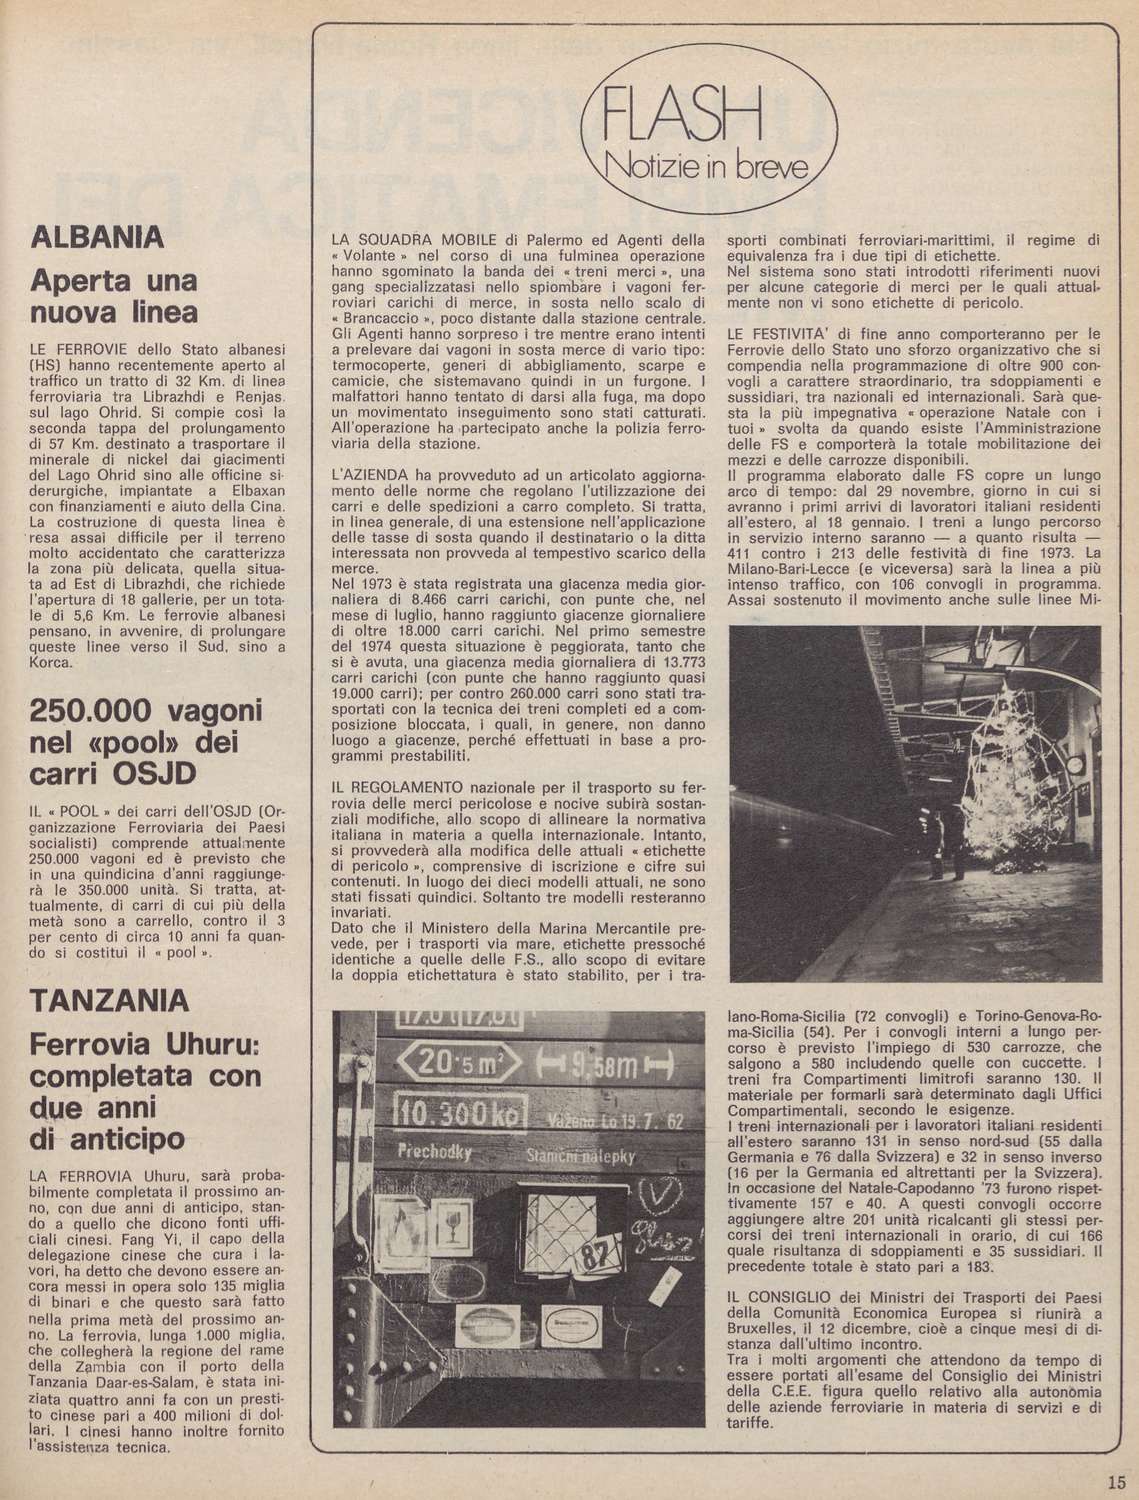 ALBANIA
Aperta una
nuova linea
LE FERROVIE dello Stato albanesi
(HS) hanno recentemente aperto al
traffico un tratto di 32 Km. di linea
ferroviaria tra Librazhdi e Renjas.
sul lago Ohrid. Si compie così la
seconda tappa del prolungamento
di 57 Km. destinato a trasportare il
minerale di nickel dai giacimenti
del Lago Ohrid sino alle officine si-
derurgiche, impiantate a Elbaxan
con finanziamenti e aiuto della Cina.
La costruzione di questa linea è
resa assai difficile per il terreno
molto accidentato che caratterizza
la zona più delicata, quella situa-
ta ad Est di Librazhdi, che richiede
l'apertura di 18 gallerie, per un tota-
le di 5,6 Km. Le ferrovie albanesi
pensano, in avvenire, di prolungare
queste linee verso il Sud, sino a
Korca.
250.000 vagoni
nel «pool» dei
carri OSJD
IL « POOL » dei carri dell'OSJD (Or-
ganizzazione Ferroviaria dei Paesi
socialisti) comprende attualmente
250.000 vagoni ed è previsto che
in una quindicina d'anni raggiunge-
rà le 350.000 unità. Si tratta, at-
tualmente, di carri di cui più della
metà sono a carrello, contro il 3
per cento di circa 10 anni fa quan-
do si costituì il « pool ».
TANZANIA
Ferrovia Uhuru:
completata con
due anni
di anticipo
LA FERROVIA Uhuru, sarà proba-
bilmente completata il prossimo an-
no, con due anni di anticipo, stan-
do a quello che dicono fonti uffi-
ciali cinesi. Fang Yi, il capo della
delegazione cinese che cura i la-
vori, ha detto che devono essere an-
cora messi in opera solo 135 miglia
di binari e che questo sarà fatto
nella prima metà del prossimo an-
no. La ferrovia, lunga 1.000 miglia,
che collegherà la regione del rame
della Zambia con il porto della
Tanzania Daar-es-Salam, è stata ini-
ziata quattro anni fa con un presti-
to cinese pari a 400 milioni di dol-
lari. I cinesi hanno inoltre fornito
l'assistenza tecnica.
FLASH
Notizie in breve
LA SQUADRA MOBILE di Palermo ed Agenti della
« Volante » nel corso di una fulminea operazione
hanno sgominato la banda dei « treni merci », una
gang specializzatasi nello spiombare i vagoni fer-
roviari carichi di merce, in sosta nello scalo di
« Brancaccio », poco distante dalla stazione centrale.
Gli Agenti hanno sorpreso i tre mentre erano intenti
a prelevare dai vagoni in sosta merce di vario tipo:
termocoperte, generi di abbigliamento, scarpe e
camicie, che sistemavano quindi in un furgone. I
malfattori hanno tentato di darsi alla fuga, ma dopo
un movimentato inseguimento sono stati catturati.
All'operazione ha partecipato anche la polizia ferro-
viaria della stazione.
L'AZIENDA ha provveduto ad un articolato aggiorna-
mento delle norme che regolano l'utilizzazione dei
carri e delle spedizioni a carro completo. Si tratta,
in linea generale, di una estensione nell'applicazione
delle tasse di sosta quando il destinatario o la ditta
interessata non provveda al tempestivo scarico della
merce.
Nel 1973 è stata registrata una giacenza media gior-
naliera di 8.466 carri carichi, con punte che, nel
mese di luglio, hanno raggiunto giacenze giornaliere
di oltre 18.000 carri carichi. Nel primo semestre
del 1974 questa situazione è peggiorata, tanto che
si è avuta, una giacenza media giornaliera di 13.773
carri carichi (con punte che hanno raggiunto quasi
19.000 carri); per contro 260.000 carri sono stati tra-
sportati con la tecnica dei treni completi ed a com-
posizione bloccata, i quali, in genere, non danno
luogo a giacenze, perché effettuati in base a pro-
grammi prestabiliti.
IL REGOLAMENTO nazionale per il trasporto su fer-
rovia delle merci pericolose e nocive subirà sostan-
ziali modifiche, allo scopo di allineare la normativa
italiana in materia a quella internazionale. Intanto,
si provvederà alla modifica delle attuali « etichette
di pericolo », comprensive di iscrizione e cifre sui
contenuti. In luogo dei dieci modelli attuali, ne sono
stati fissati quindici. Soltanto tre modelli resteranno
invariati.
Dato che il Ministero della Marina Mercantile pre-
vede, per i trasporti via mare, etichette pressoché
identiche a quelle delle F.S., allo scopo di evitare
la doppia etichettatura è stato stabilito, per i tra-
17,0t 17,0t
20·5 m² 9,58m
10.300kg Váženo Lo 19.7.62
Přechodky Staniční nálepky
87
sporti combinati ferroviari-marittimi, il regime di
equivalenza fra i due tipi di etichette.
Nel sistema sono stati introdotti riferimenti nuovi
per alcune categorie di merci per le quali attual-
mente non vi sono etichette di pericolo.
LE FESTIVITA' di fine anno comporteranno per le
Ferrovie dello Stato uno sforzo organizzativo che si
compendia nella programmazione di oltre 900 con-
vogli a carattere straordinario, tra sdoppiamenti e
sussidiari, tra nazionali ed internazionali. Sarà que-
sta la più impegnativa « operazione Natale con i
tuoi » svolta da quando esiste l'Amministrazione
delle FS e comporterà la totale mobilitazione dei
mezzi e delle carrozze disponibili.
Il programma elaborato dalle FS copre un lungo
arco di tempo: dal 29 novembre, giorno in cui si
avranno i primi arrivi di lavoratori italiani residenti
all'estero, al 18 gennaio. I treni a lungo percorso
in servizio interno saranno — a quanto risulta —
411 contro i 213 delle festività di fine 1973. La
Milano-Bari-Lecce (e viceversa) sarà la linea a più
intenso traffico, con 106 convogli in programma.
Assai sostenuto il movimento anche sulle linee Mi-
lano-Roma-Sicilia (72 convogli) e Torino-Genova-Ro-
ma-Sicilia (54). Per i convogli interni a lungo per-
corso è previsto l'impiego di 530 carrozze, che
salgono a 580 includendo quelle con cuccette. I
treni fra Compartimenti limitrofi saranno 130. Il
materiale per formarli sarà determinato dagli Uffici
Compartimentali, secondo le esigenze.
I treni internazionali per i lavoratori italiani residenti
all'estero saranno 131 in senso nord-sud (55 dalla
Germania e 76 dalla Svizzera) e 32 in senso inverso
(16 per la Germania ed altrettanti per la Svizzera).
In occasione del Natale-Capodanno '73 furono rispet-
tivamente 157 e 40. A questi convogli occorre
aggiungere altre 201 unità ricalcanti gli stessi per-
corsi dei treni internazionali in orario, di cui 166
quale risultanza di sdoppiamenti e 35 sussidiari. Il
precedente totale è stato pari a 183.
IL CONSIGLIO dei Ministri dei Trasporti dei Paesi
della Comunità Economica Europea si riunirà a
Bruxelles, il 12 dicembre, cioè a cinque mesi di di-
stanza dall'ultimo incontro.
Tra i molti argomenti che attendono da tempo di
essere portati all'esame del Consiglio dei Ministri
della C.E.E. figura quello relativo alla autonomia
delle aziende ferroviarie in materia di servizi e di
tariffe.
15